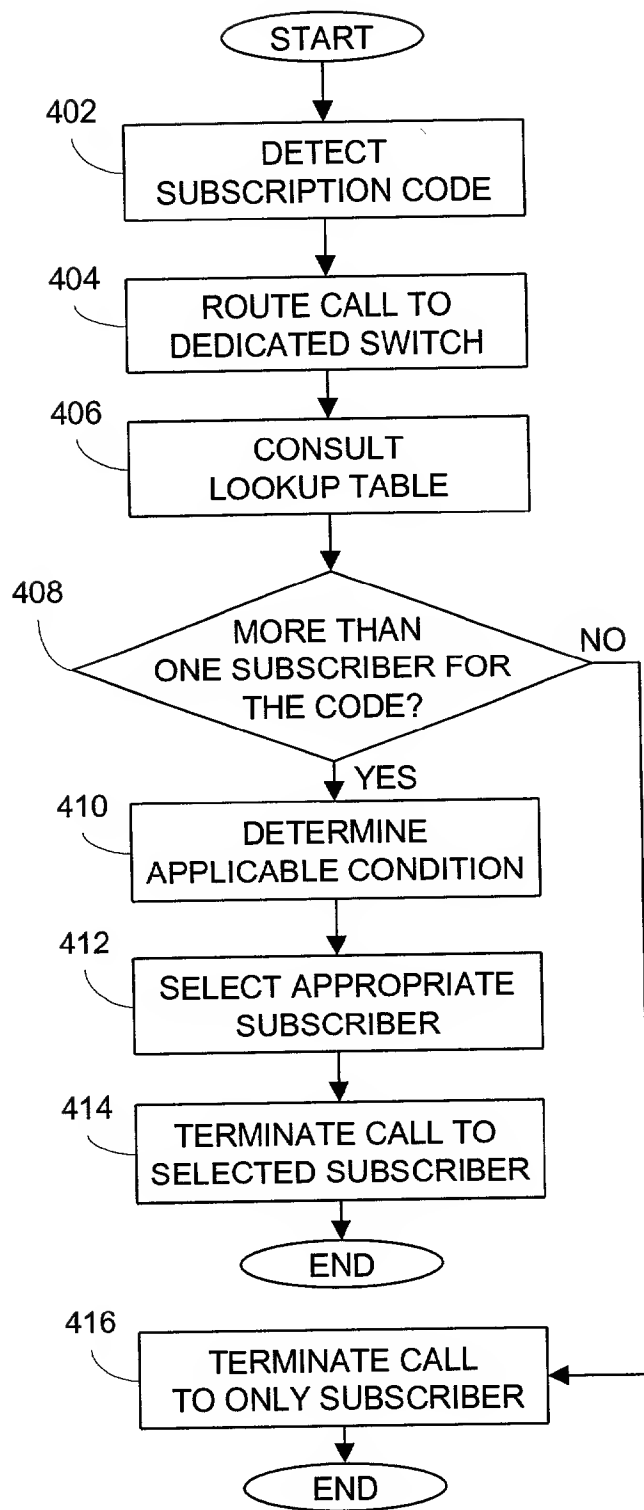 START
402
DETECT
SUBSCRIPTION CODE
404
ROUTE CALL TO
DEDICATED SWITCH
406
CONSULT
LOOKUP TABLE
408
MORE THAN
ONE SUBSCRIBER FOR
THE CODE?
NO
YES
410
DETERMINE
APPLICABLE CONDITION
412
SELECT APPROPRIATE
SUBSCRIBER
414
TERMINATE CALL TO
SELECTED SUBSCRIBER
END
416
TERMINATE CALL
TO ONLY SUBSCRIBER
END